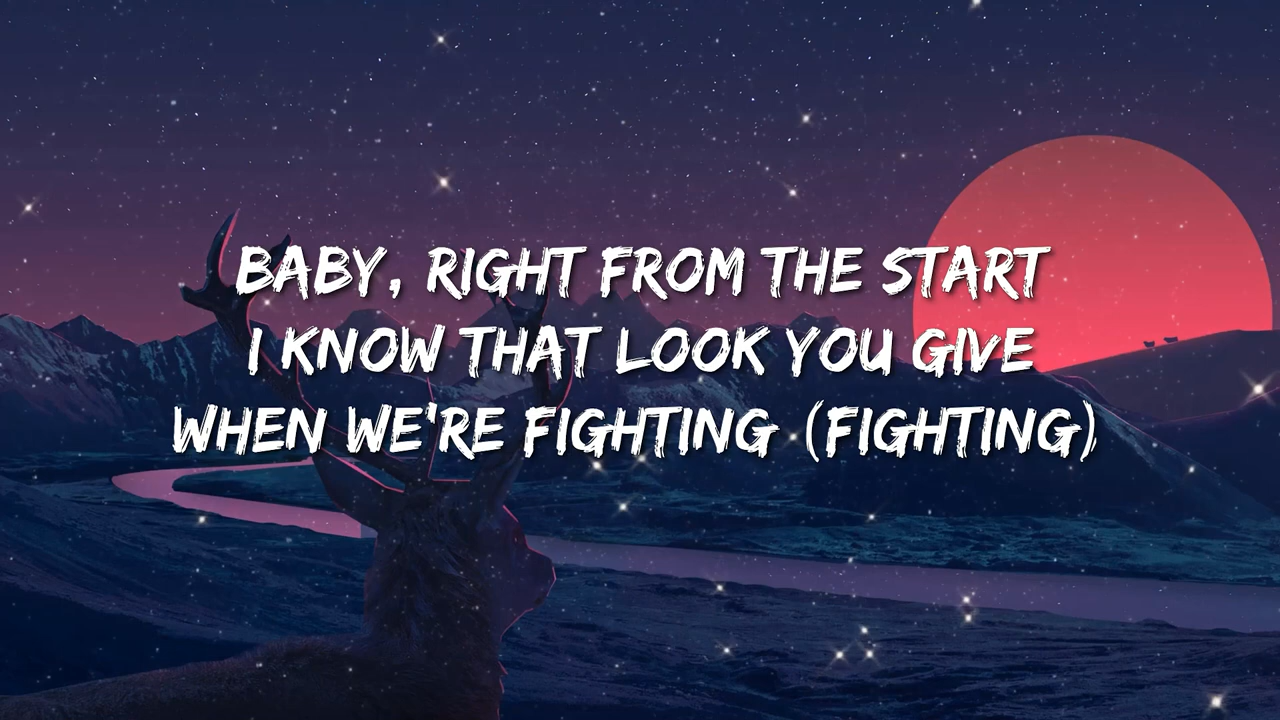 BABY, RIGHT FROM THE START
I KNOW THAT LOOK YOU GIVE
WHEN WE'RE FIGHTING (FIGHTING)